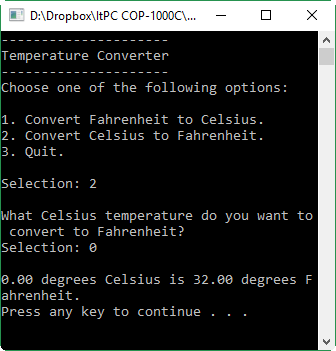 D:\Dropbox\ItPC COP-1000C\...
---------------------
Temperature Converter
---------------------
Choose one of the following options:
1. Convert Fahrenheit to Celsius.
2. Convert Celsius to Fahrenheit.
3. Quit.
Selection: 2
What Celsius temperature do you want to
 convert to Fahrenheit?
Selection: 0
0.00 degrees Celsius is 32.00 degrees F
ahrenheit.
Press any key to continue . . .